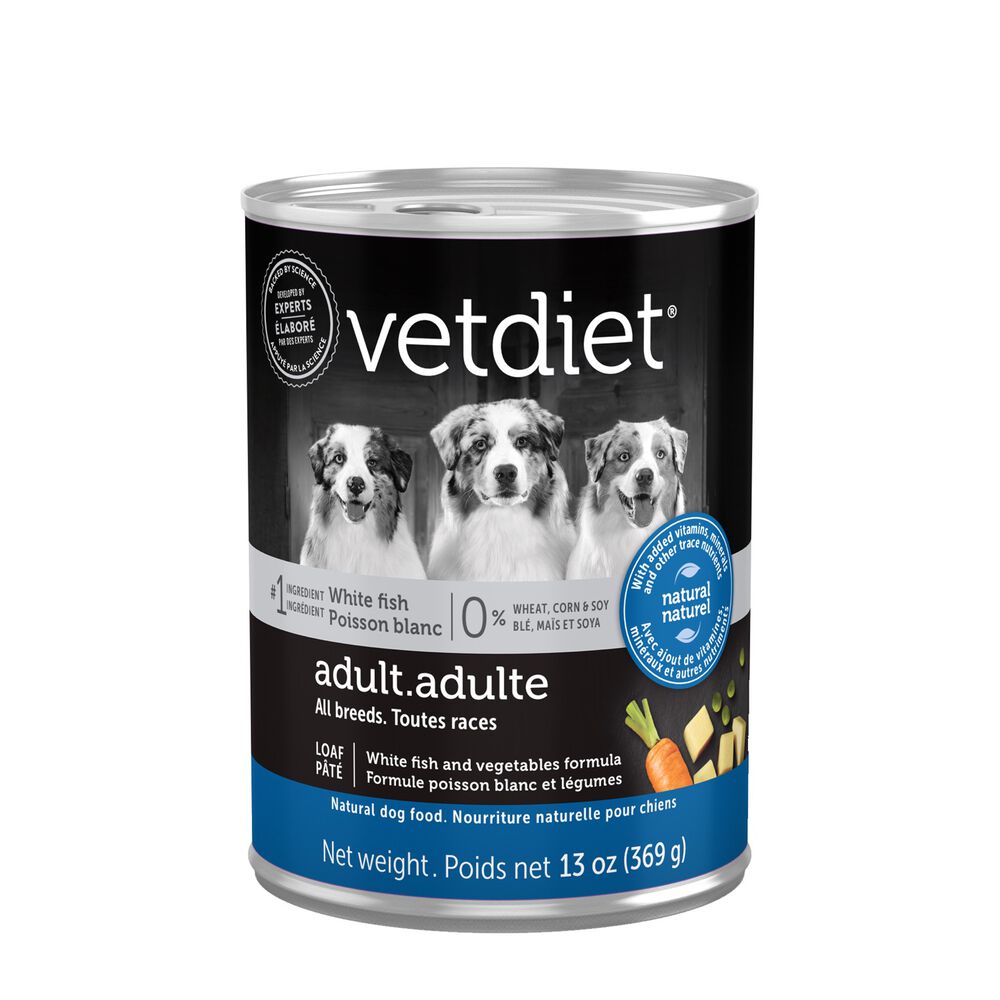 BACKED BY SCIENCE
DEVELOPED BY
EXPERTS
ÉLABORÉ
PAR DES EXPERTS
APPUYÉ PAR LA SCIENCE
vetdiet®
#1 INGREDIENT White fish
INGRÉDIENT Poisson blanc
0% WHEAT, CORN & SOY
BLÉ, MAÏS ET SOYA
With added vitamins, minerals
and other trace nutrients
natural
naturel
Avec ajout de vitamines,
minéraux et autres nutriments
adult.adulte
All breeds. Toutes races
LOAF
PÂTÉ
White fish and vegetables formula
Formule poisson blanc et légumes
Natural dog food. Nourriture naturelle pour chiens
Net weight. Poids net 13 oz (369 g)